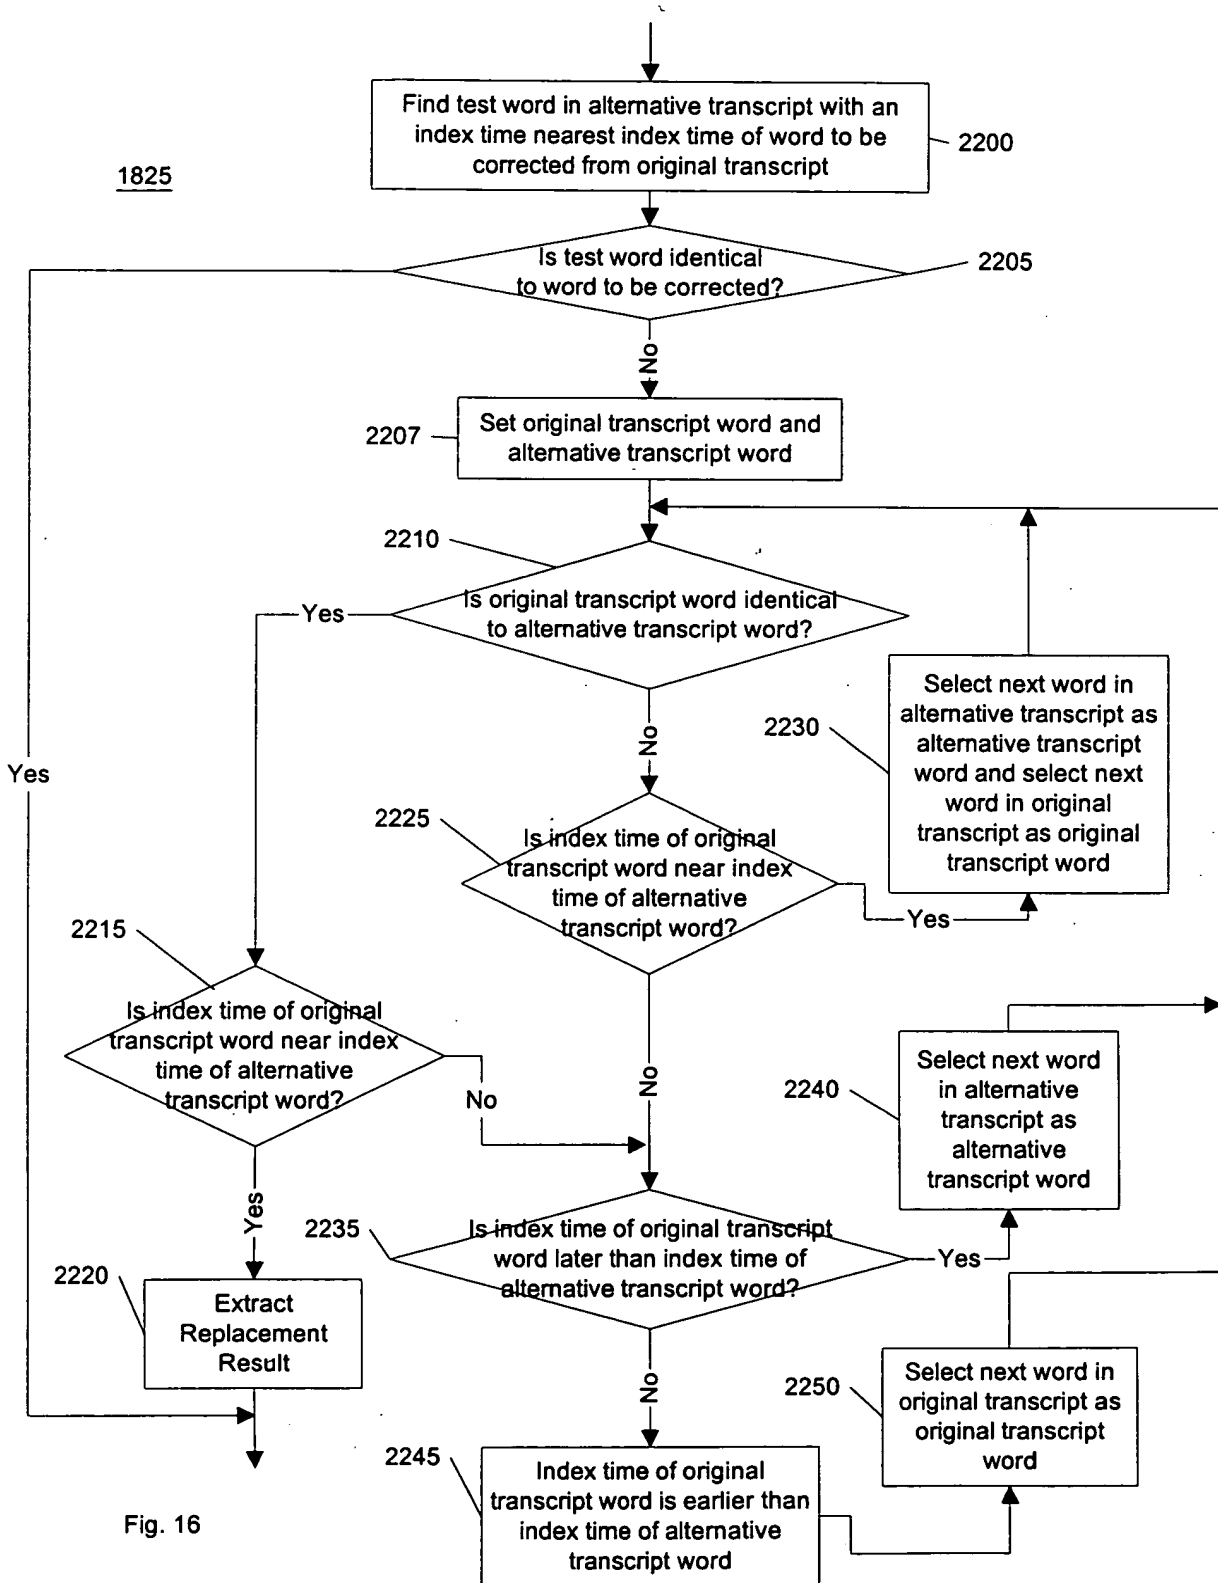 Find test word in alternative transcript with an
index time nearest index time of word to be
corrected from original transcript
2200
1825
Is test word identical
to word to be corrected?
2205
No
Set original transcript word and
alternative transcript word
2207
2210
Is original transcript word identical
to alternative transcript word?
Yes
No
Select next word in
alternative transcript as
alternative transcript
word and select next
word in original
transcript as original
transcript word
2230
Yes
2225
Is index time of original
transcript word near index
time of alternative
transcript word?
Yes
2215
Is index time of original
transcript word near index
time of alternative
transcript word?
No
No
Select next word
in alternative
transcript as
alternative
transcript word
2240
Yes
2235
Is index time of original transcript
word later than index time of
alternative transcript word?
Yes
2220
Extract
Replacement
Result
No
Select next word in
original transcript as
original transcript
word
2250
2245
Index time of original
transcript word is earlier than
index time of alternative
transcript word
Fig. 16